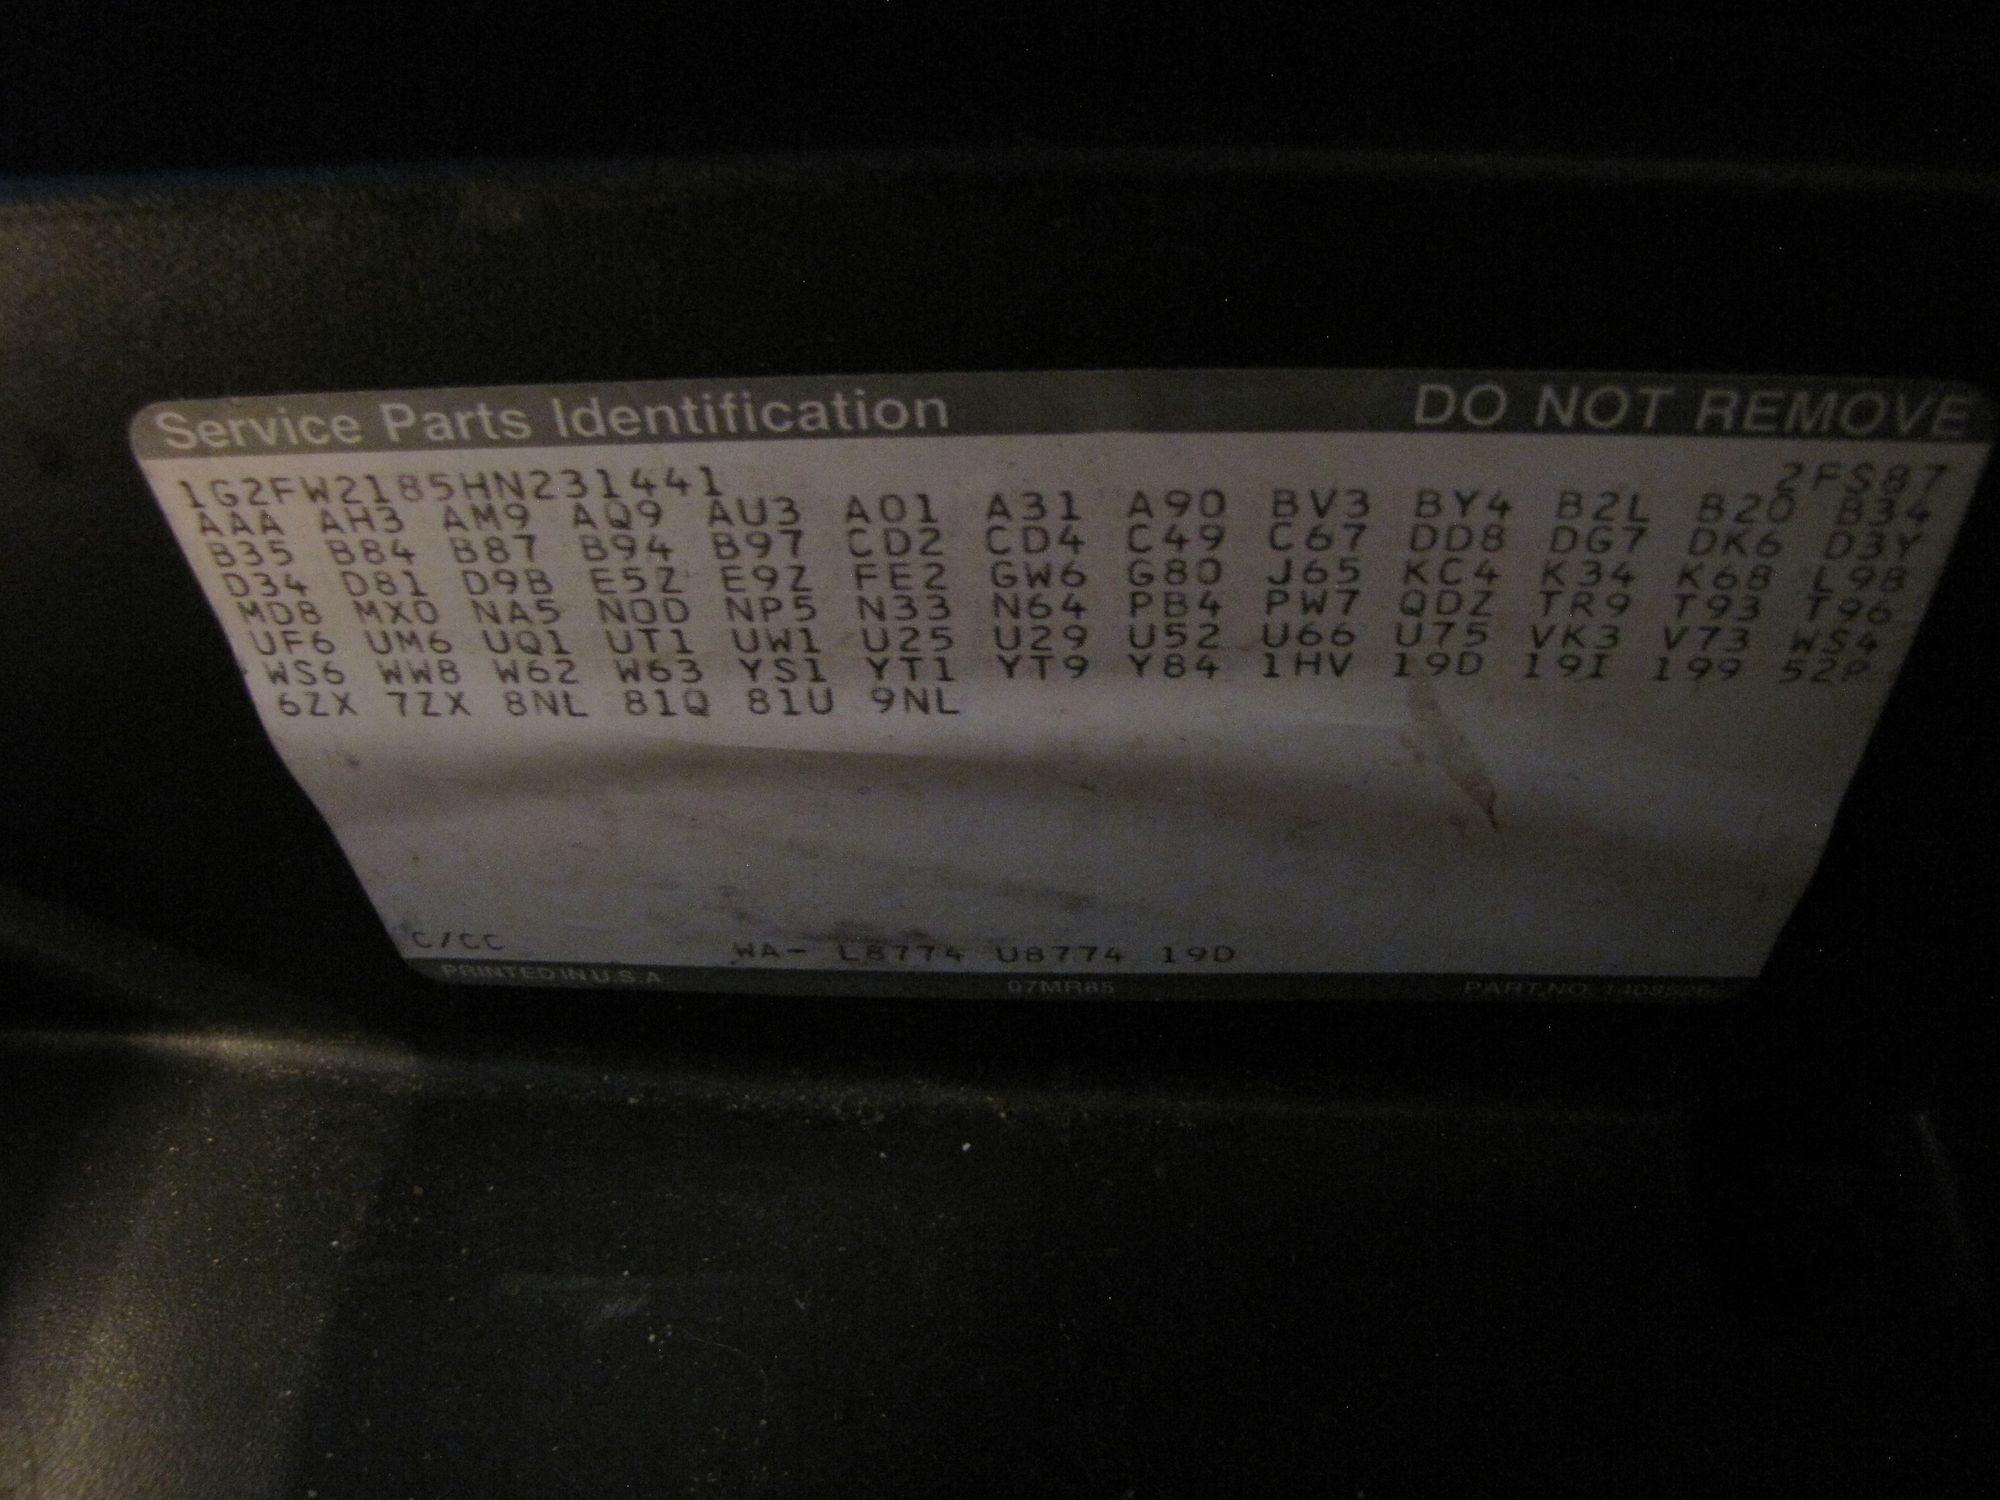 Service Parts Identification DO NOT REMOVE
1G2FW2185HN231441 2FS87
AAA AH3 AM9 AQ9 AU3 A01 A31 A90 BV3 BY4 B2L B20 B34
B35 B84 B87 B94 B97 CD2 CD4 C49 C67 DD8 DG7 DK6 D3Y
D34 D81 D9B E5Z E9Z FE2 GW6 G80 J65 KC4 K34 K68 L98
MD8 MX0 NA5 NOD NP5 N33 N64 PB4 PW7 QDZ TR9 T93 T96
UF6 UM6 UQ1 UT1 UW1 U25 U29 U52 U66 U75 VK3 V73 WS4
WS6 WW8 W62 W63 YS1 YT1 YT9 Y84 1HV 19D 19I 199 52P
6ZX 7ZX 8NL 81Q 81U 9NL
C/CC WA- L8774 U8774 19D
PRINTED IN U.S.A 07MR85 PART NO.